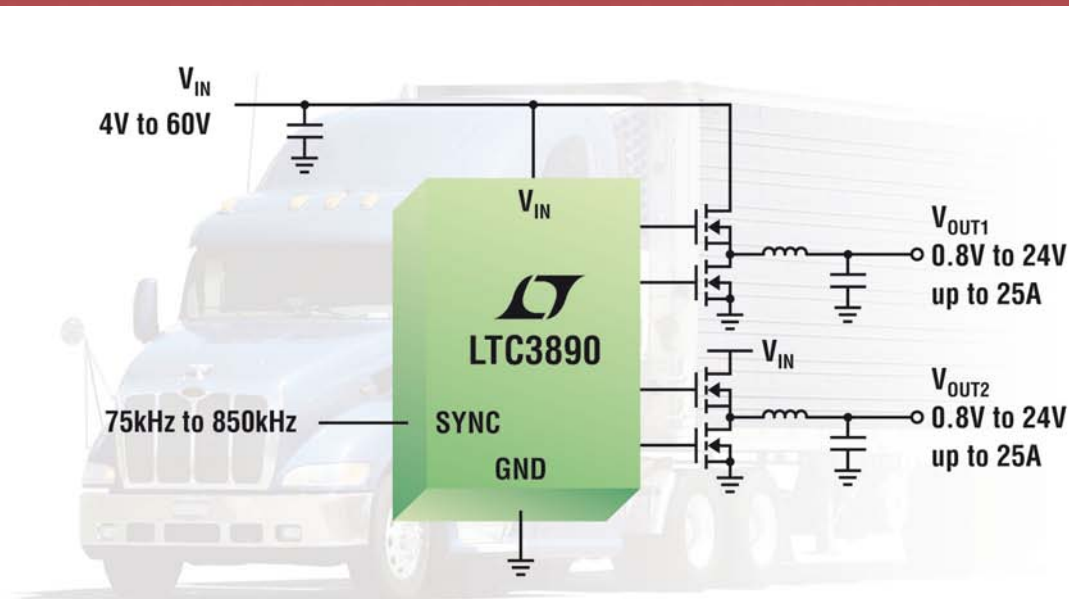 VIN
4V to 60V
VIN
LTC3890
75kHz to 850kHz
SYNC
GND
VOUT1
0.8V to 24V
up to 25A
VIN
VOUT2
0.8V to 24V
up to 25A